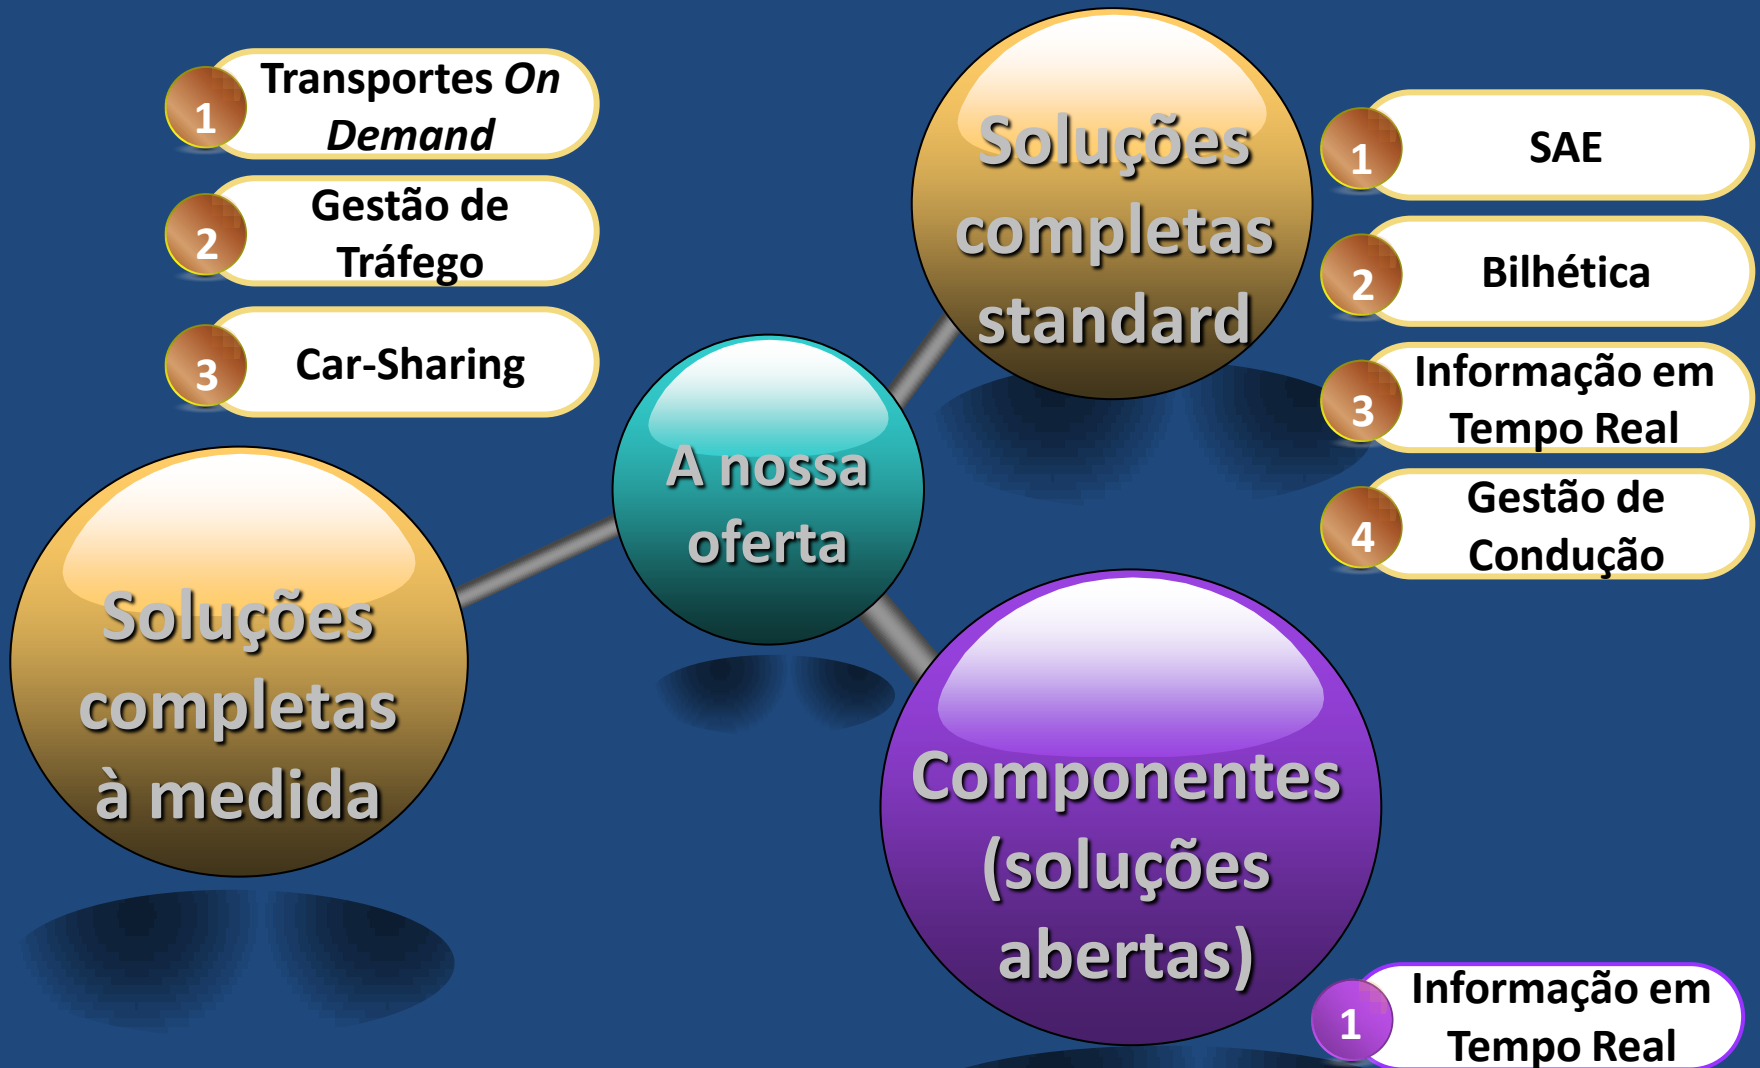 1
Transportes On
Demand
2
Gestão de
Tráfego
3
Car-Sharing
Soluções
completas
standard
1
SAE
2
Bilhética
3
Informação em
Tempo Real
4
Gestão de
Condução
A nossa
oferta
Soluções
completas
à medida
Componentes
(soluções
abertas)
1
Informação em
Tempo Real